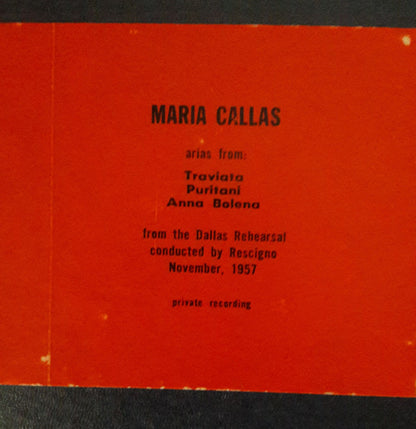 MARIA CALLAS
arias from:
Traviata
Puritani
Anna Bolena
from the Dallas Rehearsal
conducted by Rescigno
November, 1957
private recording